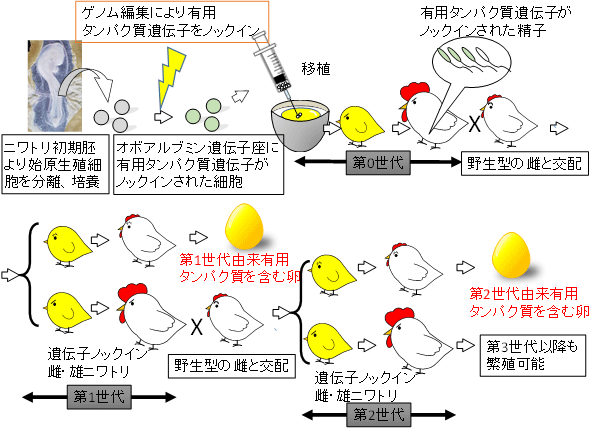 ゲノム編集により有用
タンパク質遺伝子をノックイン
有用タンパク質遺伝子が
ノックインされた精子
移植
ニワトリ初期胚
より始原生殖細
胞を分離、培養
オボアルブミン遺伝子座に
有用タンパク質遺伝子が
ノックインされた細胞
X
第0世代
野生型の雌と交配
第1世代由来有用
タンパク質を含む卵
第2世代由来有用
タンパク質を含む卵
X
遺伝子ノックイン
雌・雄ニワトリ
野生型の雌と交配
第3世代以降も
繁殖可能
遺伝子ノックイン
雌・雄ニワトリ
第1世代
第2世代